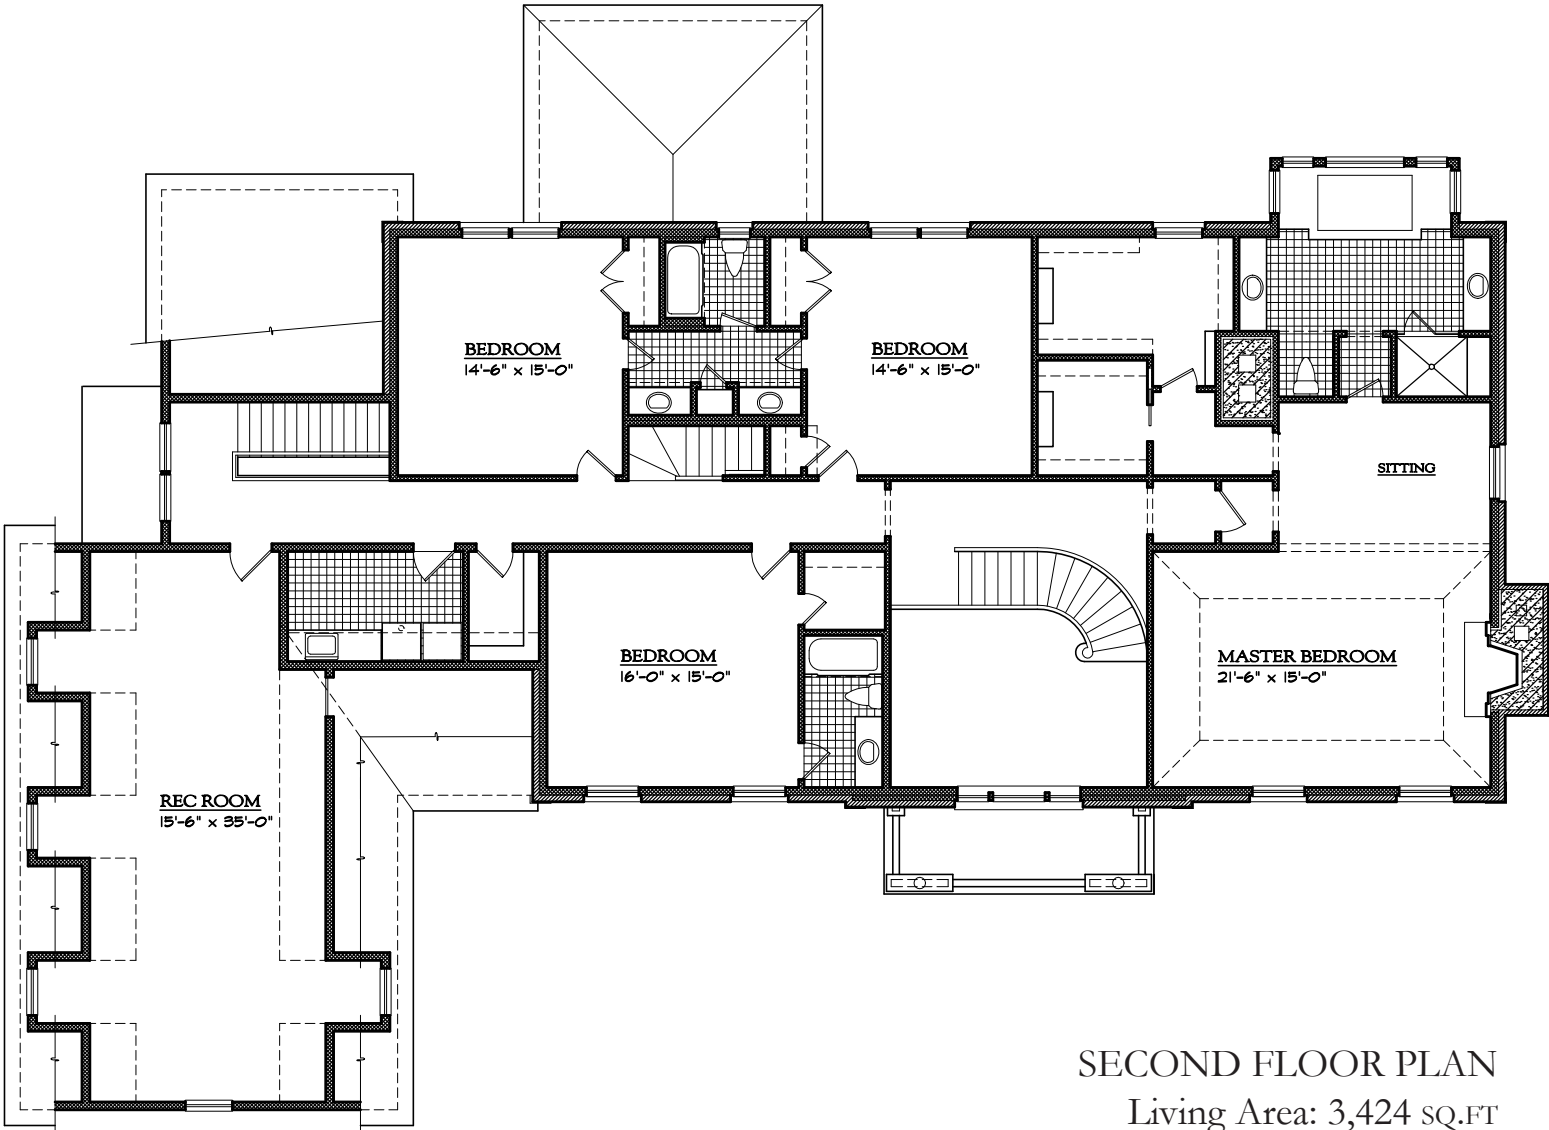 BEDROOM
14'-6" x 15'-0"
BEDROOM
14'-6" x 15'-0"
SITTING
BEDROOM
16'-0" x 15'-0"
MASTER BEDROOM
21'-6" x 15'-0"
REC ROOM
15'-6" x 35'-0"
SECOND FLOOR PLAN
Living Area: 3,424 SQ.FT